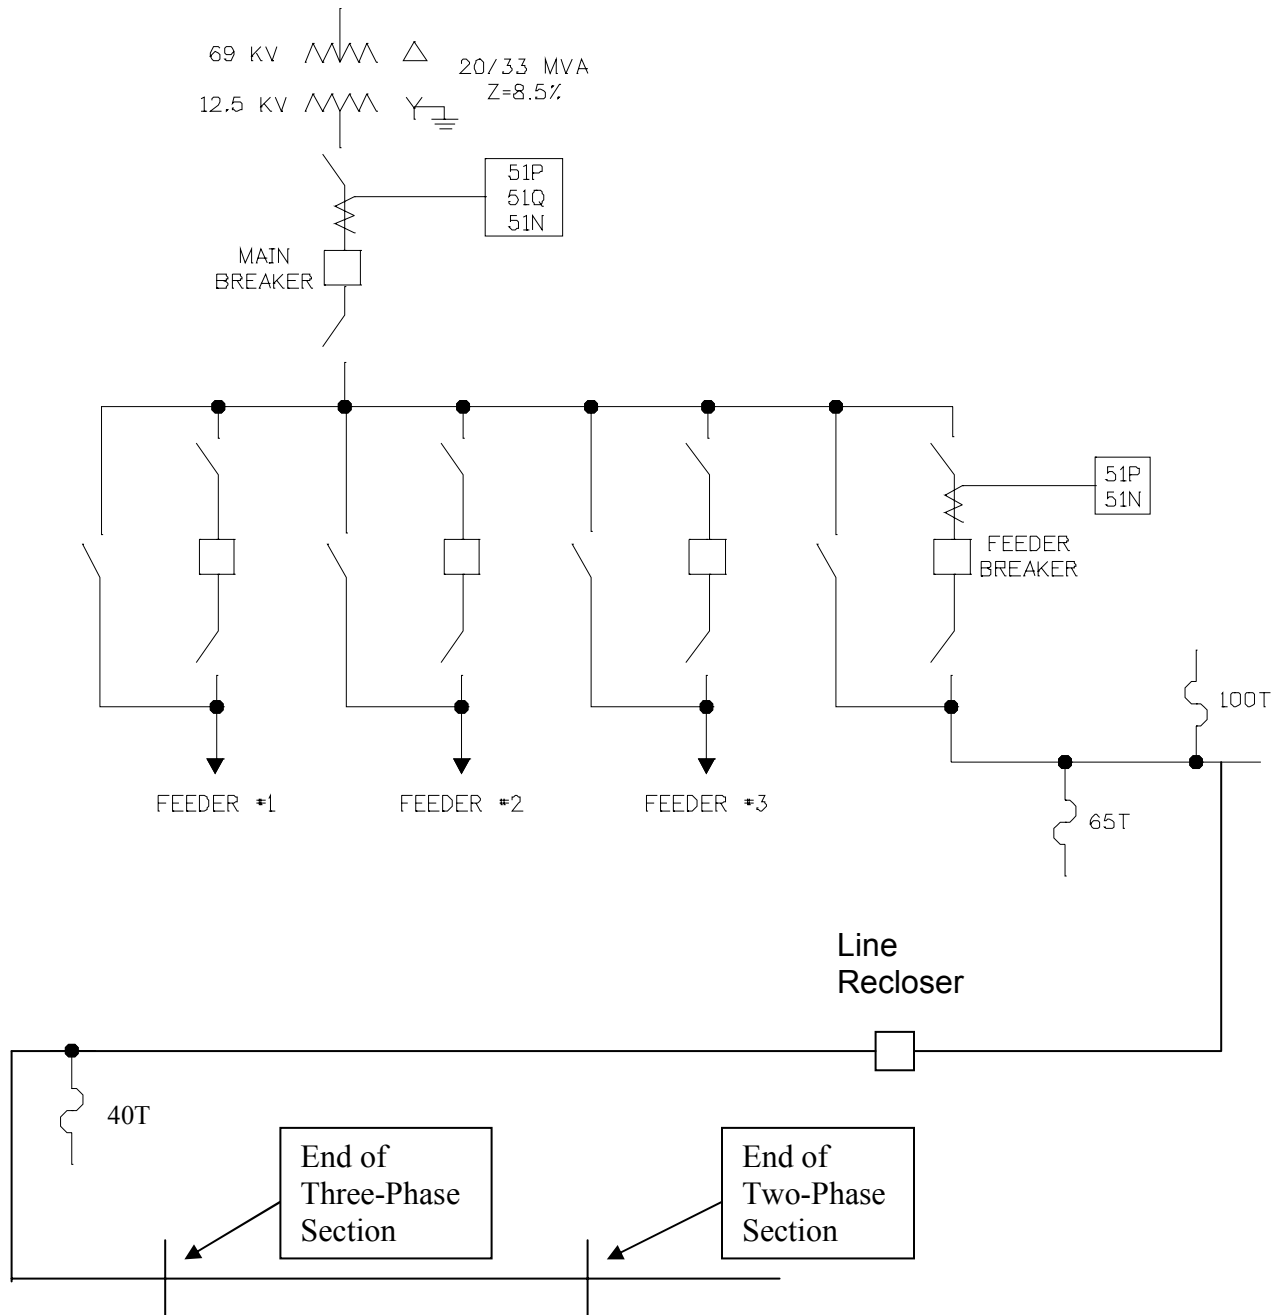 69 KV
20/33 MVA
Z=8.5%
12.5 KV
51P
51Q
51N
MAIN
BREAKER
51P
51N
FEEDER
BREAKER
100T
65T
FEEDER #1
FEEDER #2
FEEDER #3
Line
Recloser
40T
End of
Three-Phase
Section
End of
Two-Phase
Section